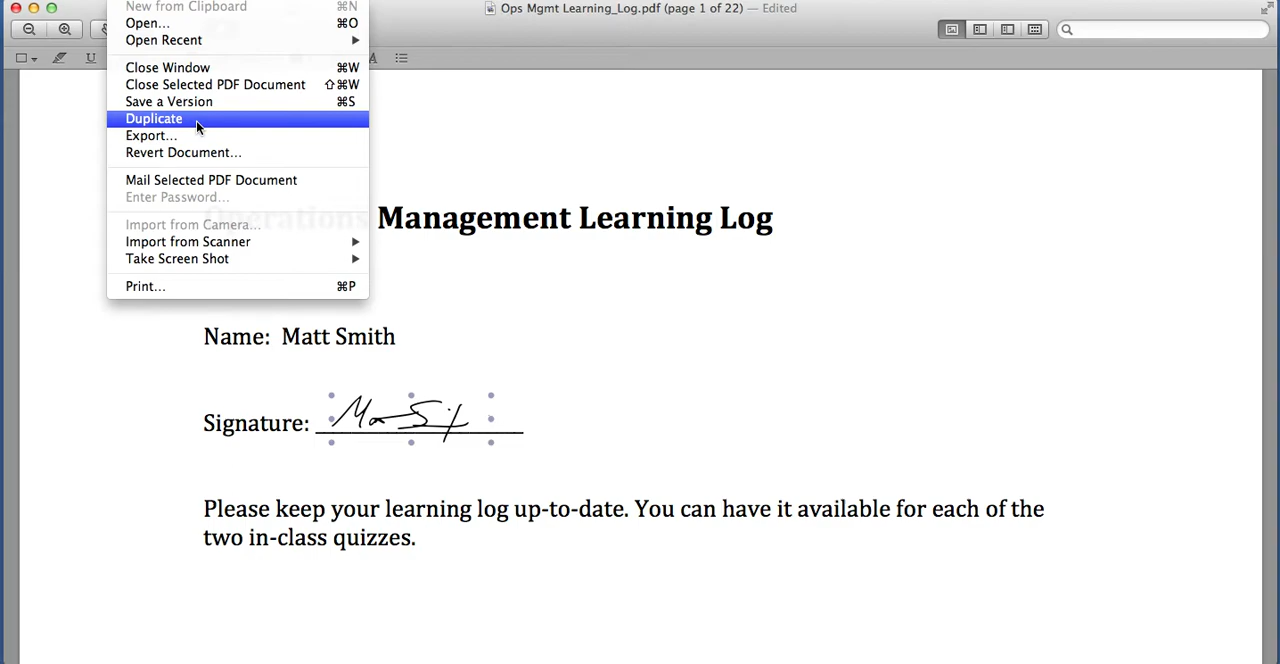 New from Clipboard ⌘N
Open... ⌘O
Open Recent
Close Window ⌘W
Close Selected PDF Document ⇧⌘W
Save a Version ⌘S
Duplicate
Export...
Revert Document...
Mail Selected PDF Document
Enter Password...
Import from Camera...
Import from Scanner
Take Screen Shot
Print... ⌘P
Ops Mgmt Learning_Log.pdf (page 1 of 22) — Edited
U A
Operations Management Learning Log
Name: Matt Smith
Signature:
Please keep your learning log up-to-date. You can have it available for each of the
two in-class quizzes.